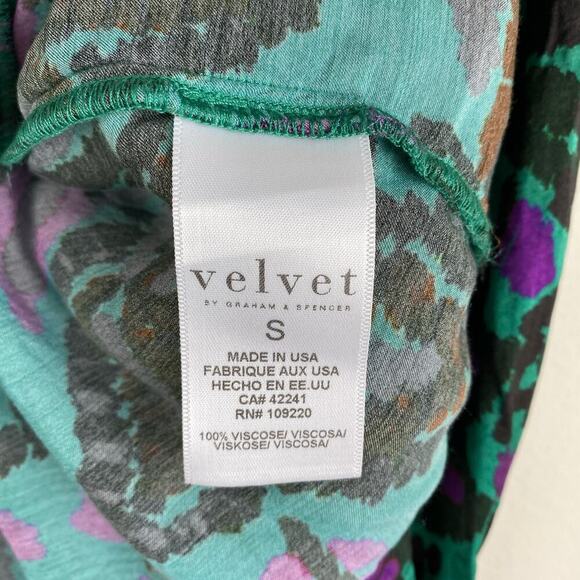 velvet
BY GRAHAM & SPENCER
S
MADE IN USA
FABRIQUE AUX USA
HECHO EN EE.UU
CA# 42241
RN# 109220
100% VISCOSE/ VISCOSA/
VISKOSE/ VISCOSA/